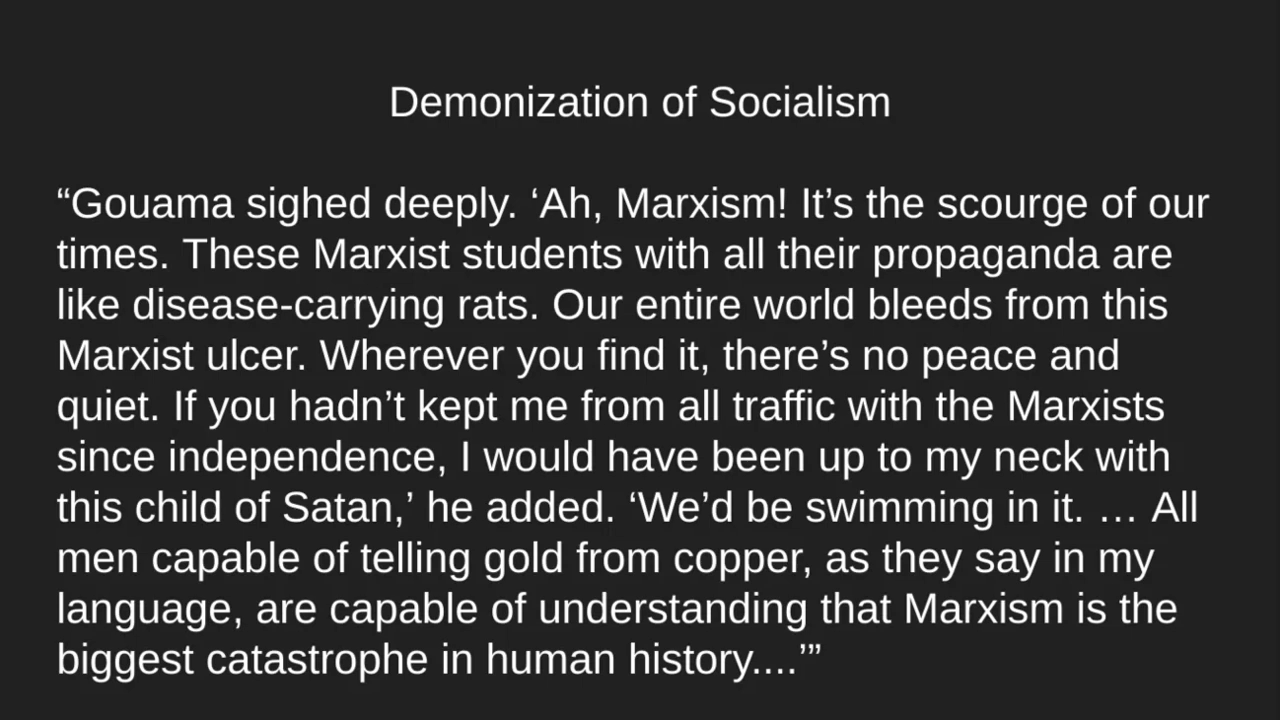 Demonization of Socialism
“Gouama sighed deeply. ‘Ah, Marxism! It’s the scourge of our
times. These Marxist students with all their propaganda are
like disease-carrying rats. Our entire world bleeds from this
Marxist ulcer. Wherever you find it, there’s no peace and
quiet. If you hadn’t kept me from all traffic with the Marxists
since independence, I would have been up to my neck with
this child of Satan,’ he added. ‘We’d be swimming in it. … All
men capable of telling gold from copper, as they say in my
language, are capable of understanding that Marxism is the
biggest catastrophe in human history....’”